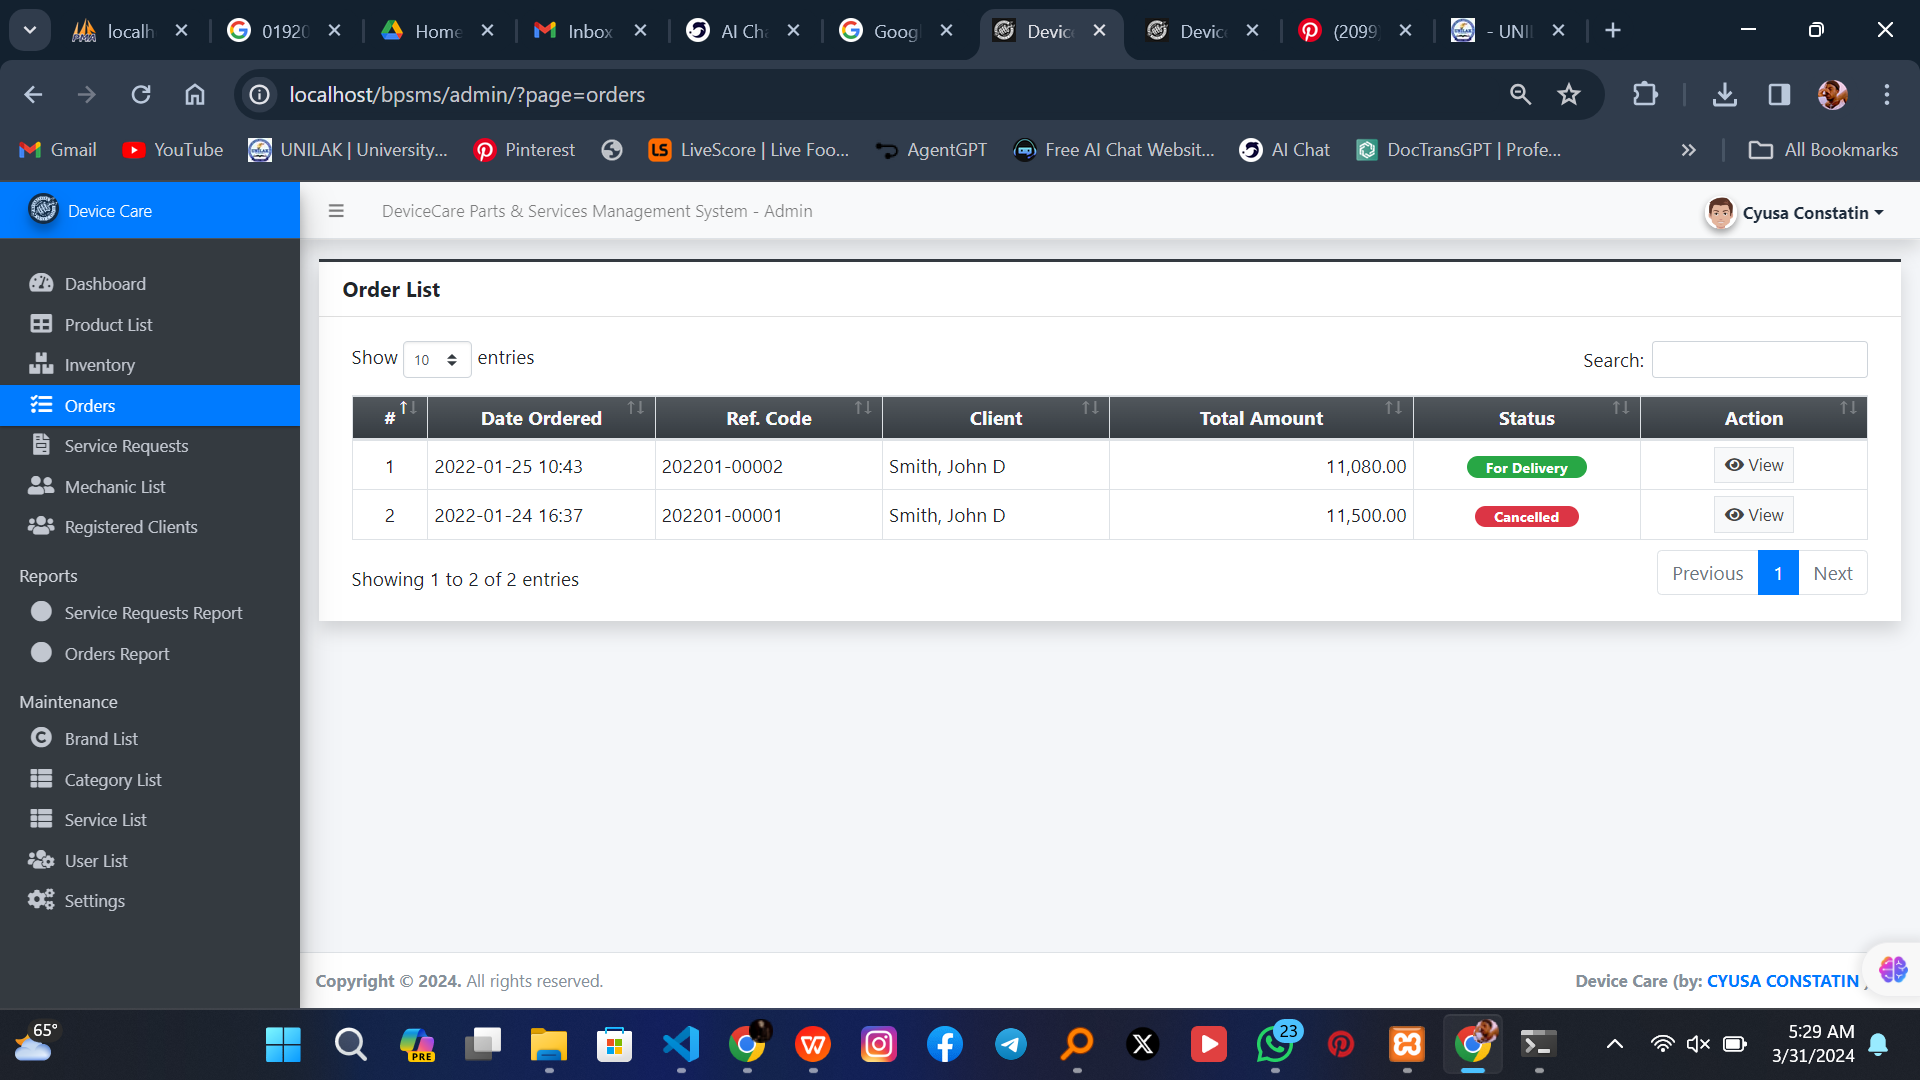 localh
01920
Home
Inbox
AI Cha
Googl
Device
Device
(2099)
- UNI
localhost/bpsms/admin/?page=orders
Gmail
YouTube
UNILAK | University...
Pinterest
LiveScore | Live Foo...
AgentGPT
Free AI Chat Websit...
AI Chat
DocTransGPT | Profe...
All Bookmarks
Device Care
DeviceCare Parts & Services Management System - Admin
Cyusa Constatin
Dashboard
Product List
Inventory
Orders
Service Requests
Mechanic List
Registered Clients
Reports
Service Requests Report
Orders Report
Maintenance
Brand List
Category List
Service List
User List
Settings
Order List
Show 10 entries
Search:
# Date Ordered Ref. Code Client Total Amount Status Action
1 2022-01-25 10:43 202201-00002 Smith, John D 11,080.00 For Delivery View
2 2022-01-24 16:37 202201-00001 Smith, John D 11,500.00 Cancelled View
Showing 1 to 2 of 2 entries
Previous 1 Next
Copyright © 2024. All rights reserved.
Device Care (by: CYUSA CONSTATIN
65°
PRE
23
5:29 AM
3/31/2024